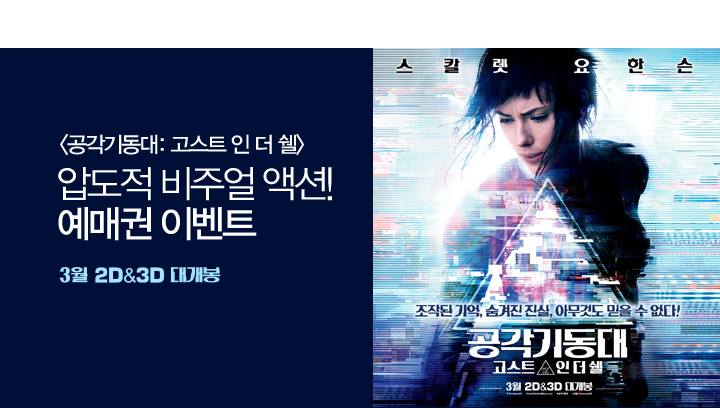 <공각기동대: 고스트 인 더 쉘>
압도적 비주얼 액션!
예매권 이벤트
3월 2D&3D 대개봉
스칼렛 요한슨
조작된 기억, 숨겨진 진실, 아무것도 믿을 수 없다!
공각기동대
고스트 인 더 쉘
3월 2D&3D 대개봉